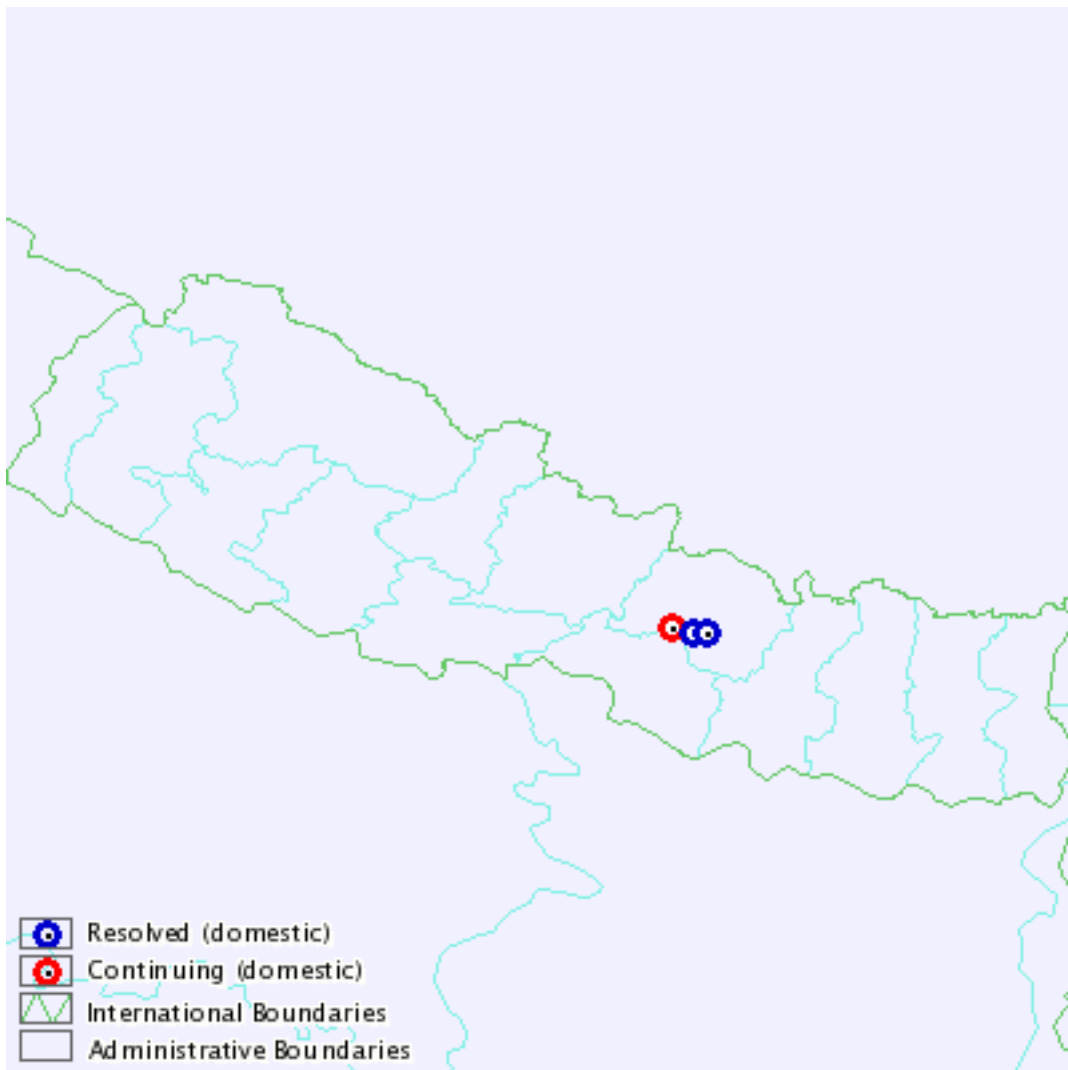 Resolved (domestic)
Continuing (domestic)
International Boundaries
Administrative Boundaries